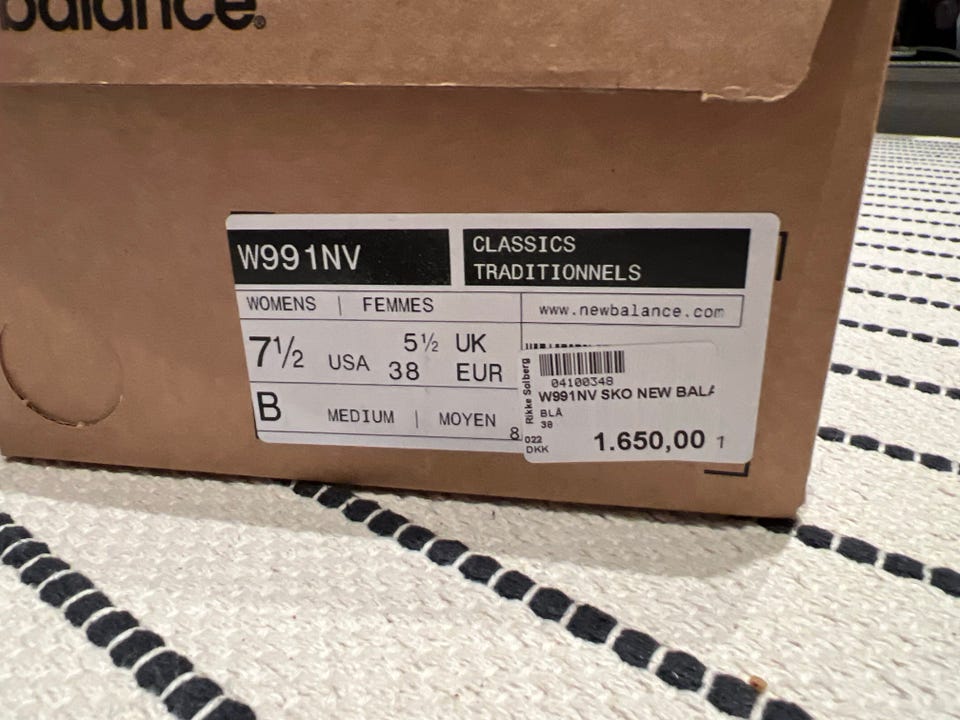 balance®
W991NV
CLASSICS
TRADITIONNELS
WOMENS | FEMMES
www.newbalance.com
7½ USA
5½ UK
38 EUR
B MEDIUM | MOYEN
8
Rikke Solberg
04100348
W991NV SKO NEW BALA
BLÅ
38
022
DKK
1.650,00 1